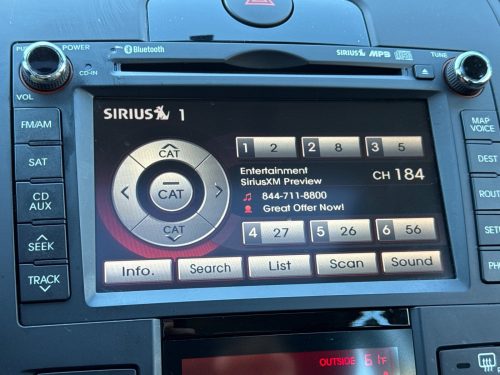 PUSH POWER
Bluetooth
SIRIUS MP3
TUNE
CD-IN
VOL
SIRIUS 1
FM/AM
SAT
CD
AUX
SEEK
TRACK
CAT
CAT
CAT
1 2
2 8
3 5
Entertainment
SiriusXM Preview
CH 184
844-711-8800
Great Offer Now!
4 27
5 26
6 56
Info.
Search
List
Scan
Sound
MAP
VOICE
DEST
OUTSIDE 61°F